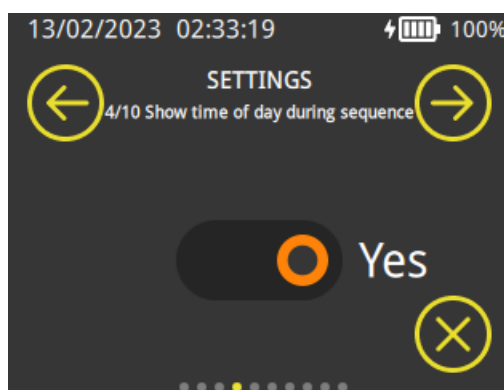 13/02/2023 02:33:19 100%
SETTINGS
4/10 Show time of day during sequence
Yes